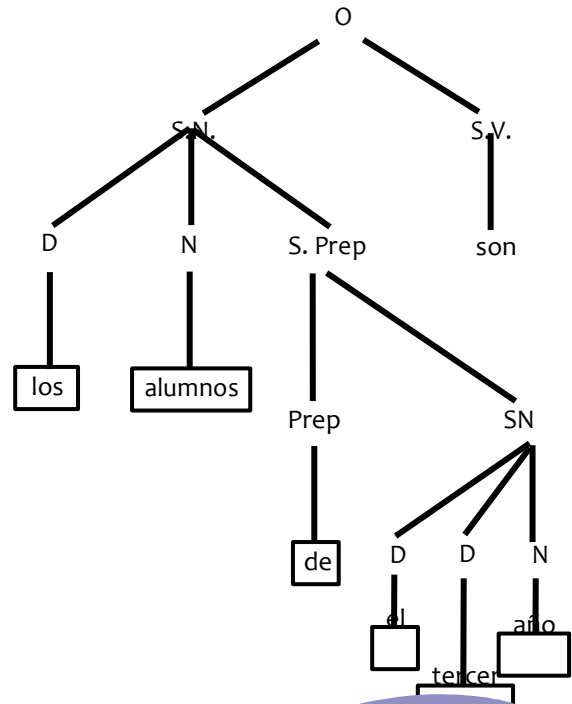 O
S.N. S.V.
D N S. Prep son
los alumnos
Prep SN
de D D N
el año
tercer